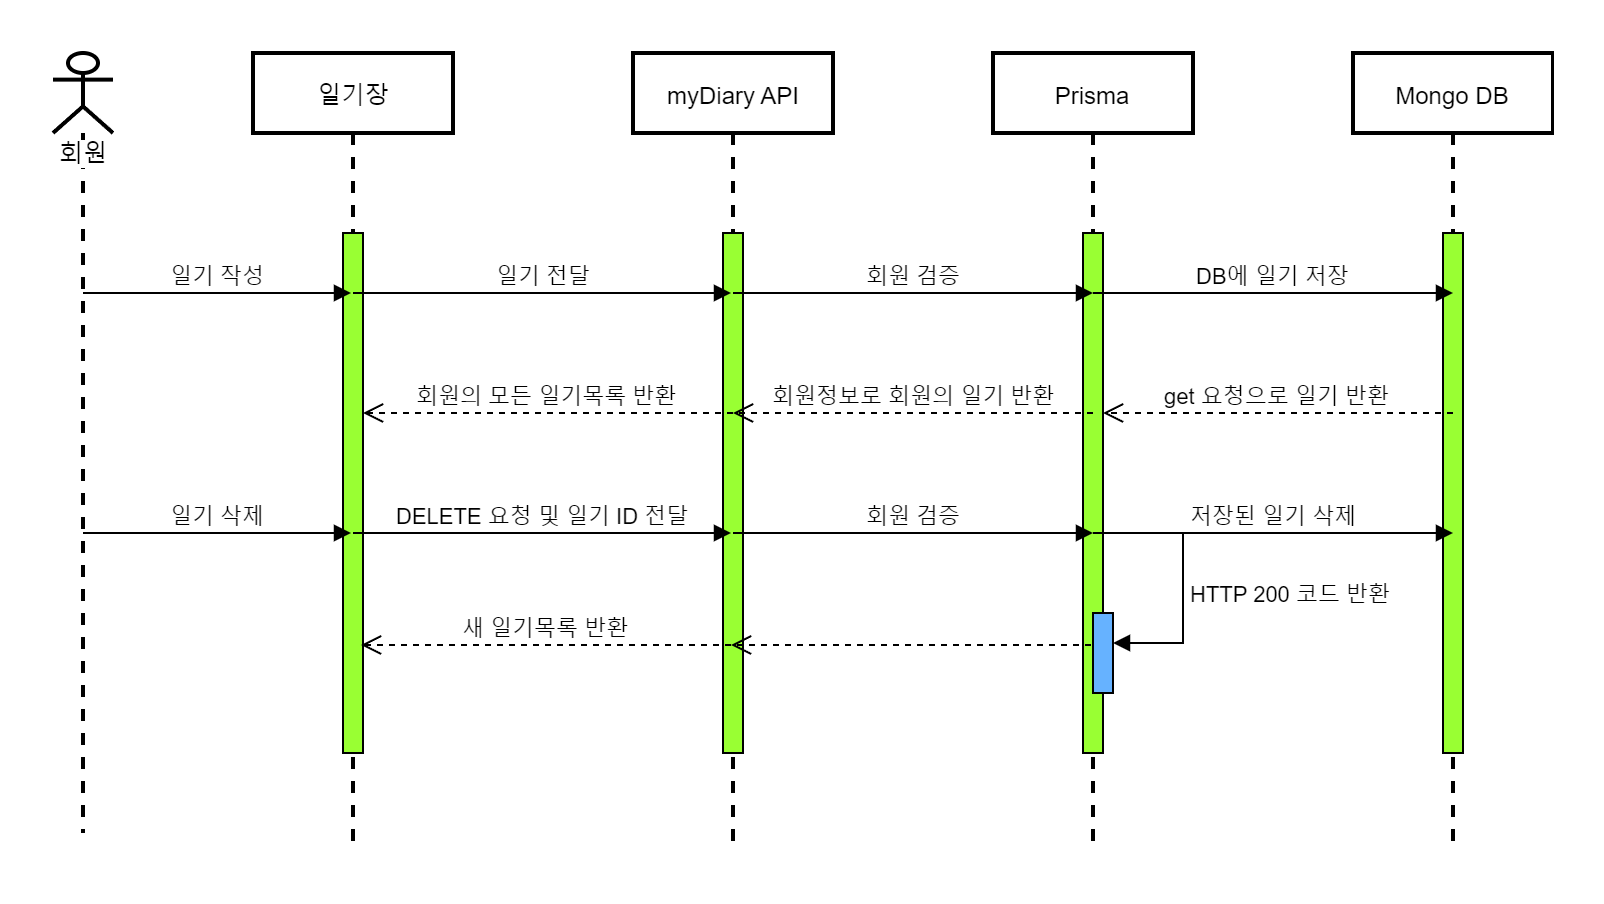 회원
일기장
myDiary API
Prisma
Mongo DB
일기 작성
일기 전달
회원 검증
DB에 일기 저장
회원의 모든 일기목록 반환
회원정보로 회원의 일기 반환
get 요청으로 일기 반환
일기 삭제
DELETE 요청 및 일기 ID 전달
회원 검증
저장된 일기 삭제
HTTP 200 코드 반환
새 일기목록 반환